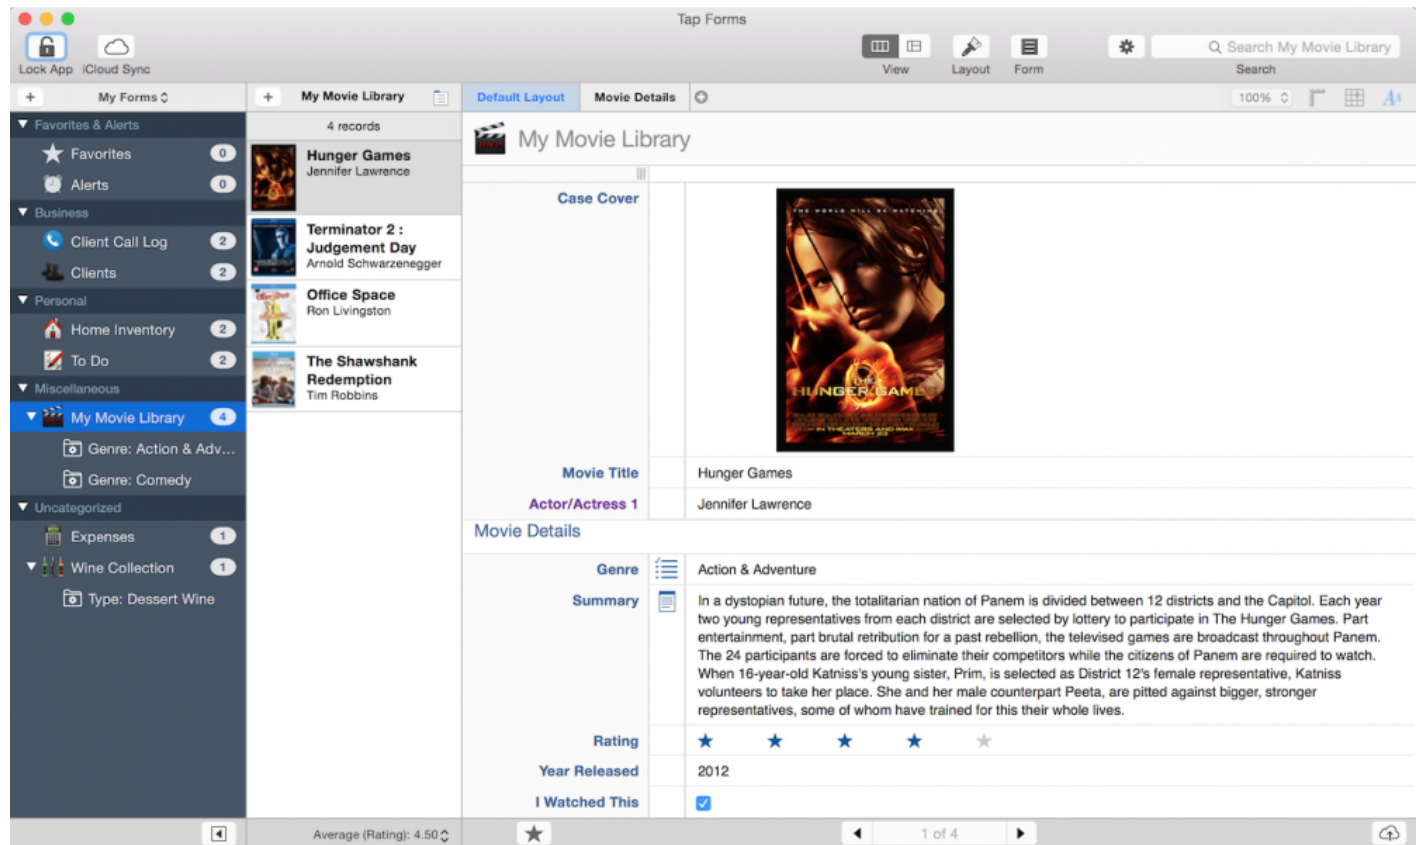 Tap Forms
Lock App
iCloud Sync
View
Layout
Form
Search My Movie Library
Search
My Forms
Favorites & Alerts
Favorites 0
Alerts 0
Business
Client Call Log 2
Clients 2
Personal
Home Inventory 2
To Do 2
Miscellaneous
My Movie Library 4
Genre: Action & Adv...
Genre: Comedy
Uncategorized
Expenses 1
Wine Collection 1
Type: Dessert Wine
+ My Movie Library
4 records
Hunger Games
Jennifer Lawrence
Terminator 2 :
Judgement Day
Arnold Schwarzenegger
Office Space
Ron Livingston
The Shawshank
Redemption
Tim Robbins
Average (Rating): 4.50
Default Layout
Movie Details
100%
My Movie Library
Case Cover
THE WORLD WILL BE WATCHING
THE
HUNGER GAMES
IN THEATERS AND IMAX
MARCH 23
Movie Title Hunger Games
Actor/Actress 1 Jennifer Lawrence
Movie Details
Genre Action & Adventure
Summary In a dystopian future, the totalitarian nation of Panem is divided between 12 districts and the Capitol. Each year
two young representatives from each district are selected by lottery to participate in The Hunger Games. Part
entertainment, part brutal retribution for a past rebellion, the televised games are broadcast throughout Panem.
The 24 participants are forced to eliminate their competitors while the citizens of Panem are required to watch.
When 16-year-old Katniss's young sister, Prim, is selected as District 12's female representative, Katniss
volunteers to take her place. She and her male counterpart Peeta, are pitted against bigger, stronger
representatives, some of whom have trained for this their whole lives.
Rating
Year Released 2012
I Watched This
1 of 4